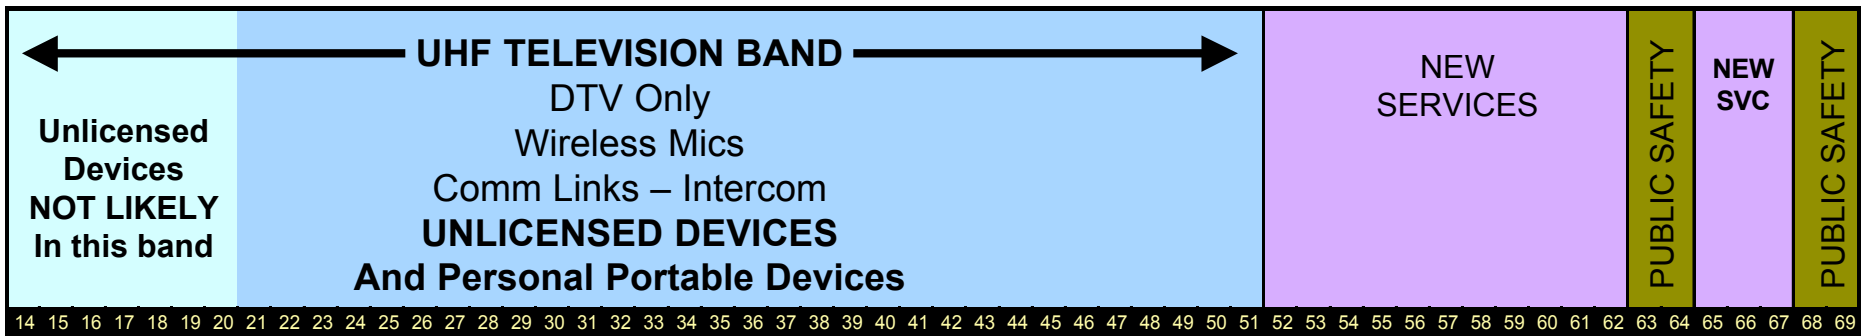 UHF TELEVISION BAND
DTV Only
Wireless Mics
Comm Links – Intercom
UNLICENSED DEVICES
And Personal Portable Devices
Unlicensed
Devices
NOT LIKELY
In this band
NEW
SERVICES
PUBLIC SAFETY
NEW
SVC
PUBLIC SAFETY
14 15 16 17 18 19 20 21 22 23 24 25 26 27 28 29 30 31 32 33 34 35 36 37 38 39 40 41 42 43 44 45 46 47 48 49 50 51 52 53 54 55 56 57 58 59 60 61 62 63 64 65 66 67 68 69